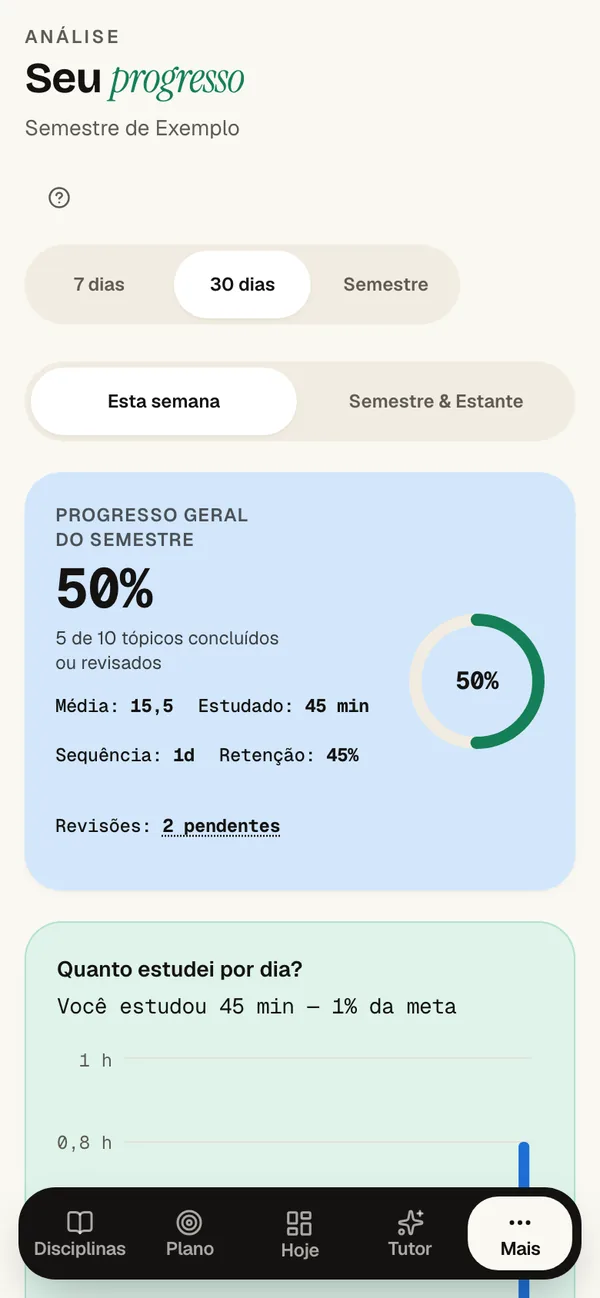 ANÁLISE
Seu progresso
Semestre de Exemplo
?
7 dias 30 dias Semestre
Esta semana Semestre & Estante
PROGRESSO GERAL
DO SEMESTRE
50%
5 de 10 tópicos concluídos
ou revisados
50%
Média: 15,5 Estudado: 45 min
Sequência: 1d Retenção: 45%
Revisões: 2 pendentes
Quanto estudei por dia?
Você estudou 45 min — 1% da meta
1 h
0,8 h
Disciplinas Plano Hoje Tutor Mais